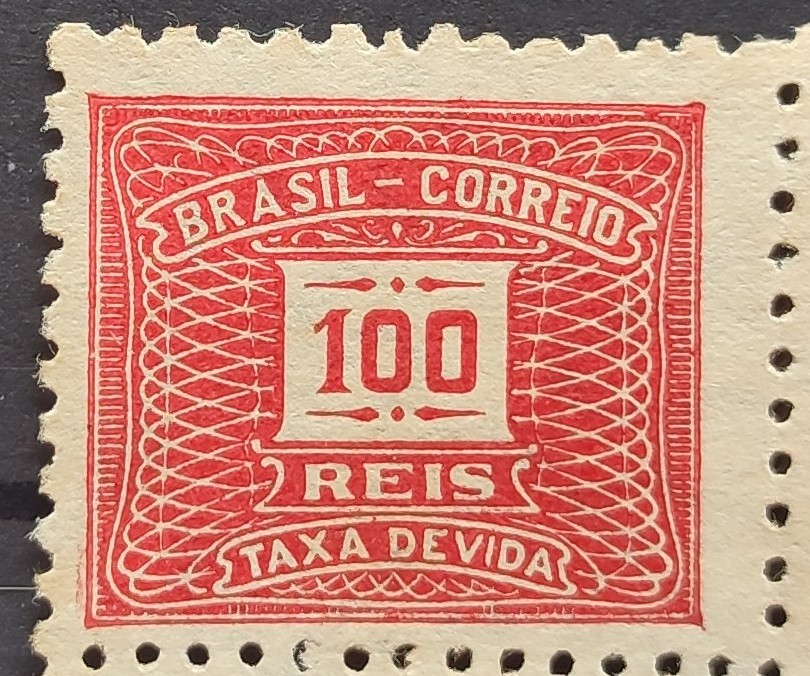 BRASIL - CORREIO
100
REIS
TAXA DEVIDA